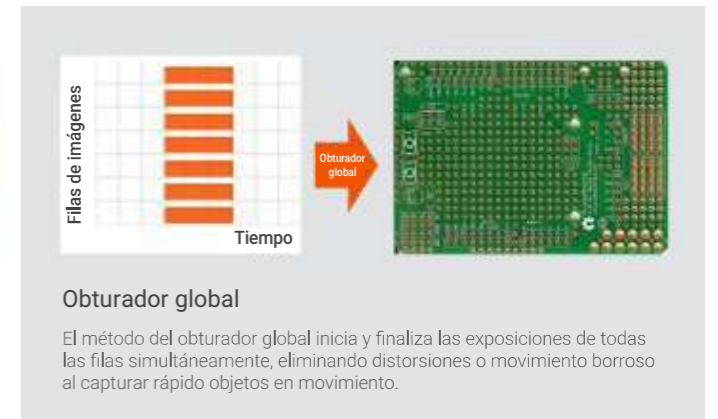 Filas de imágenes
Obturador
global
Tiempo
Obturador global
El método del obturador global inicia y finaliza las exposiciones de todas
las filas simultáneamente, eliminando distorsiones o movimiento borroso
al capturar rápido objetos en movimiento.